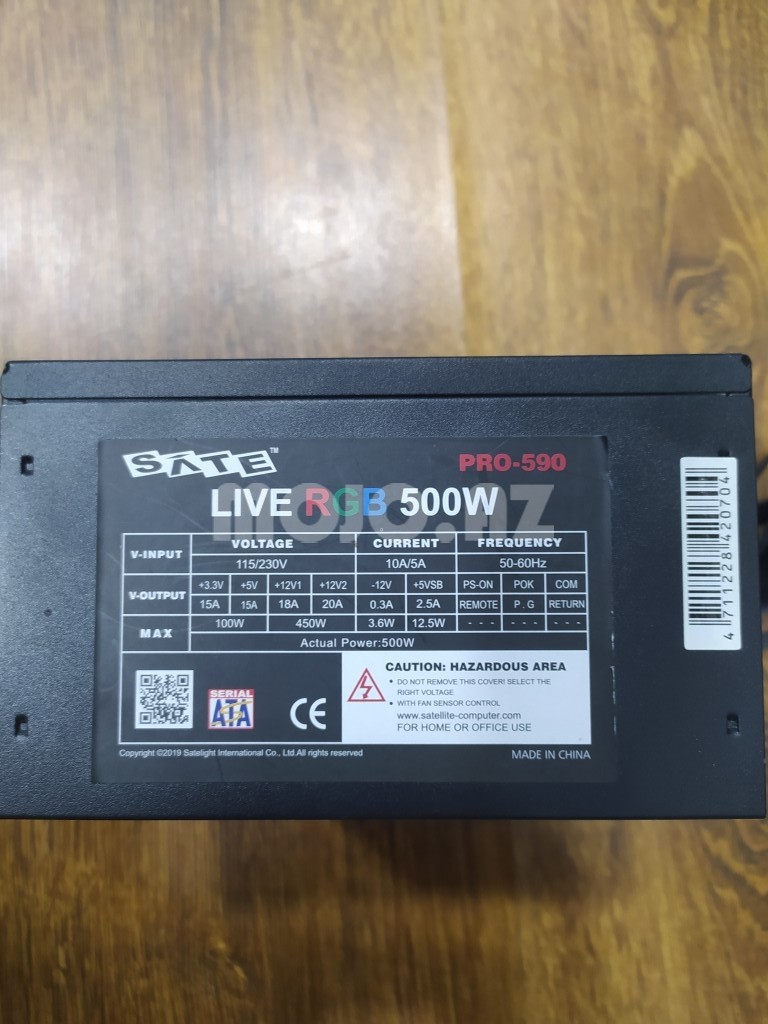 SATE™
PRO-590
LIVE RGB 500W
mojo.nz
V-INPUT VOLTAGE CURRENT FREQUENCY
115/230V 10A/5A 50-60Hz
V-OUTPUT +3.3V +5V +12V1 +12V2 -12V +5VSB PS-ON POK COM
15A 15A 18A 20A 0.3A 2.5A REMOTE P.G RETURN
MAX 100W 450W 3.6W 12.5W - - - - - - - - -
Actual Power:500W
SERIAL
ATA
CE
CAUTION: HAZARDOUS AREA
• DO NOT REMOVE THIS COVER! SELECT THE
RIGHT VOLTAGE
• WITH FAN SENSOR CONTROL
www.satellite-computer.com
FOR HOME OR OFFICE USE
Copyright ©2019 Satelight International Co., Ltd.All rights reserved
MADE IN CHINA
4 711228 420704